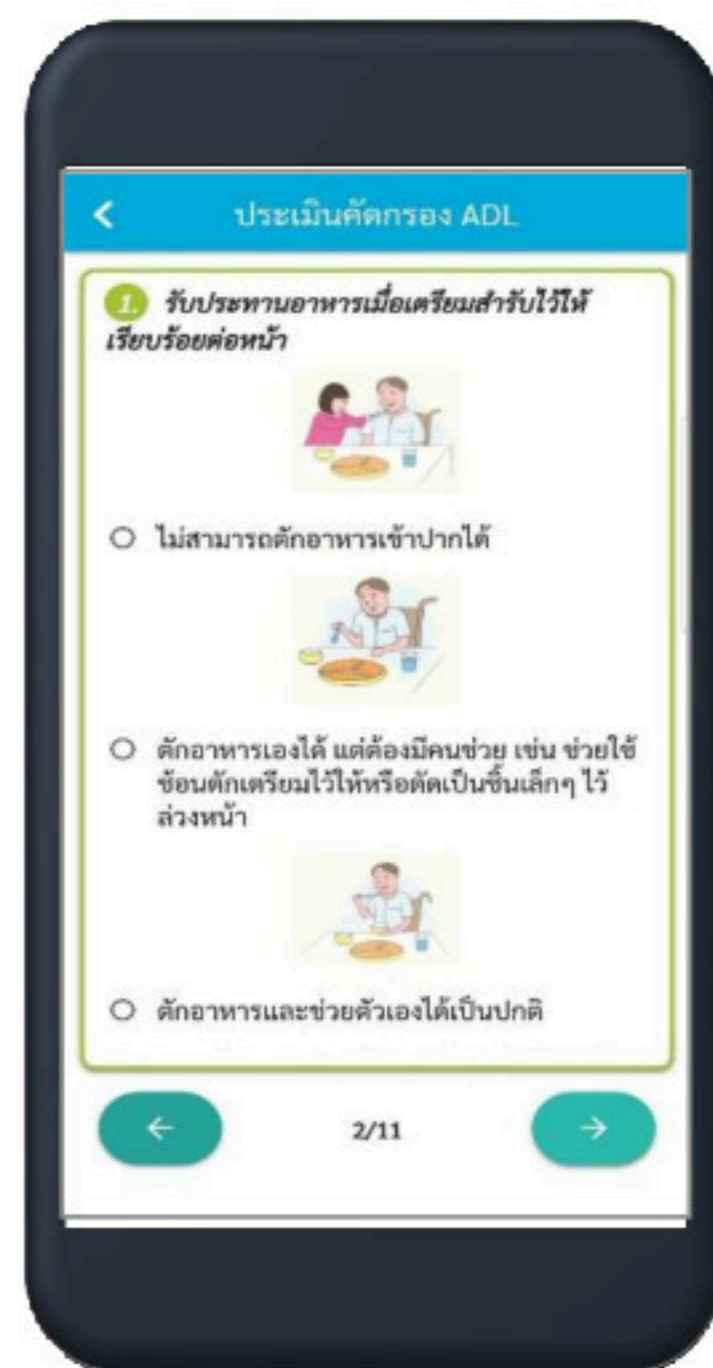 ประเมินคัดกรอง ADL
1. รับประทานอาหารเมื่อเตรียมสำรับไว้ให้
เรียบร้อยต่อหน้า
ไม่สามารถตักอาหารเข้าปากได้
ตักอาหารเองได้ แต่ต้องมีคนช่วย เช่น ช่วยใช้
ช้อนตักเตรียมไว้ให้หรือตัดเป็นชิ้นเล็กๆ ไว้
ล่วงหน้า
ตักอาหารและช่วยตัวเองได้เป็นปกติ
2/11